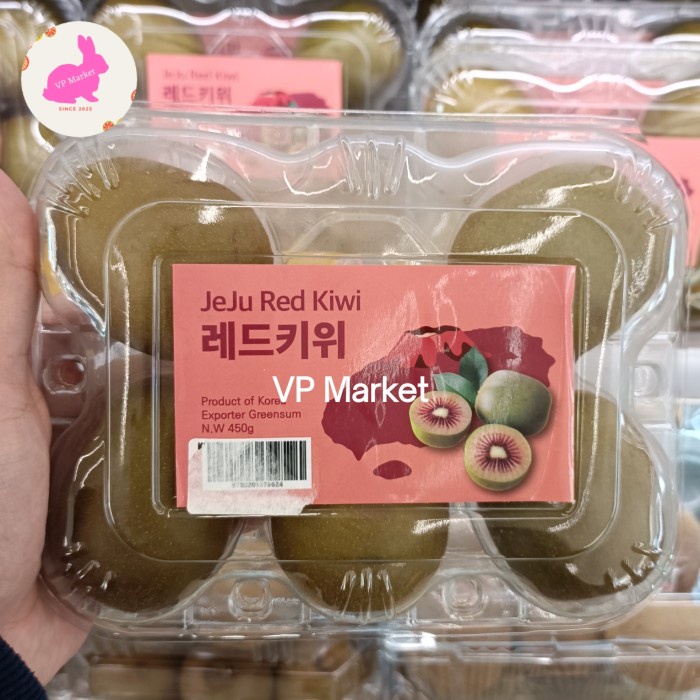 VP Market
SINCE 2023
JeJu Red Kiwi
레드키위
JeJu Red Kiwi
레드키위
VP Market
Product of Korea
Exporter Greensum
N.W 450g